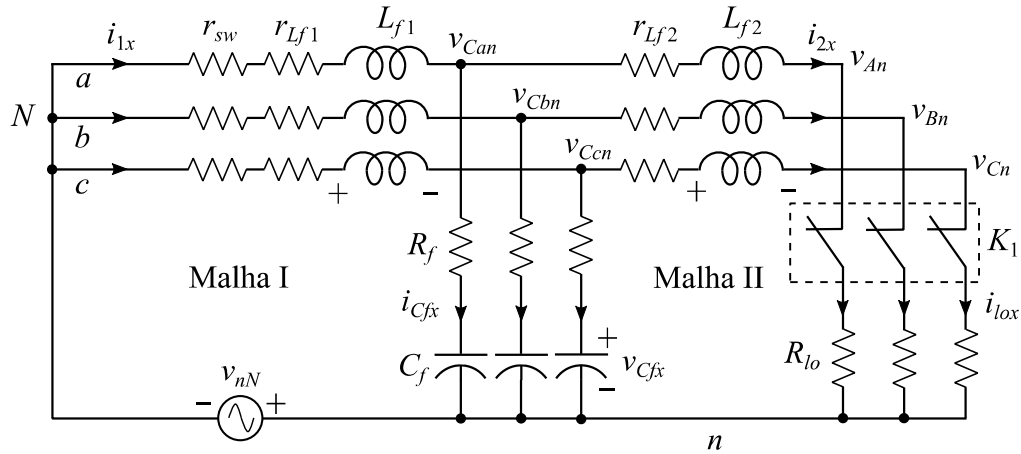 i1x rsw rLf1 Lf1 vCan rLf2 Lf2 i2x vAn
a
N b vCbn vBn
c vCcn vCn
+ - + -
Rf K1
Malha I Malha II
iCfx ilox
+
Cf vCfx Rlo
-
vnN
- +
n